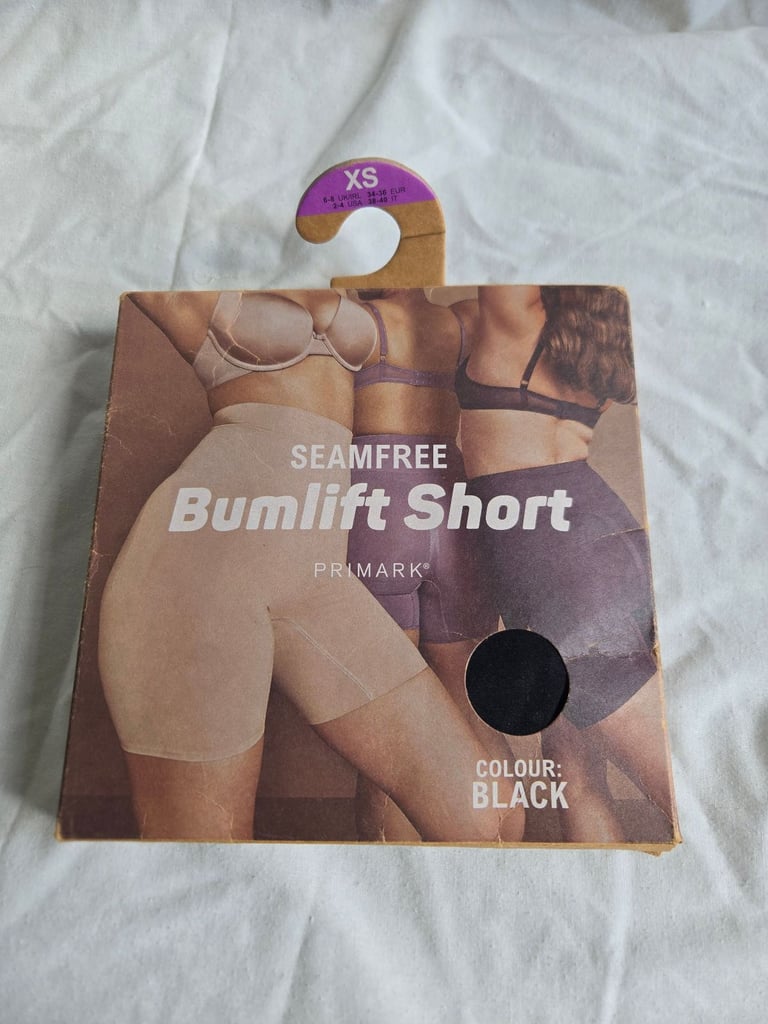 XS
6-8 UK/IRL 34-36 EUR
2-4 USA 38-40 IT
SEAMFREE
Bumlift Short
PRIMARK®
COLOUR:
BLACK